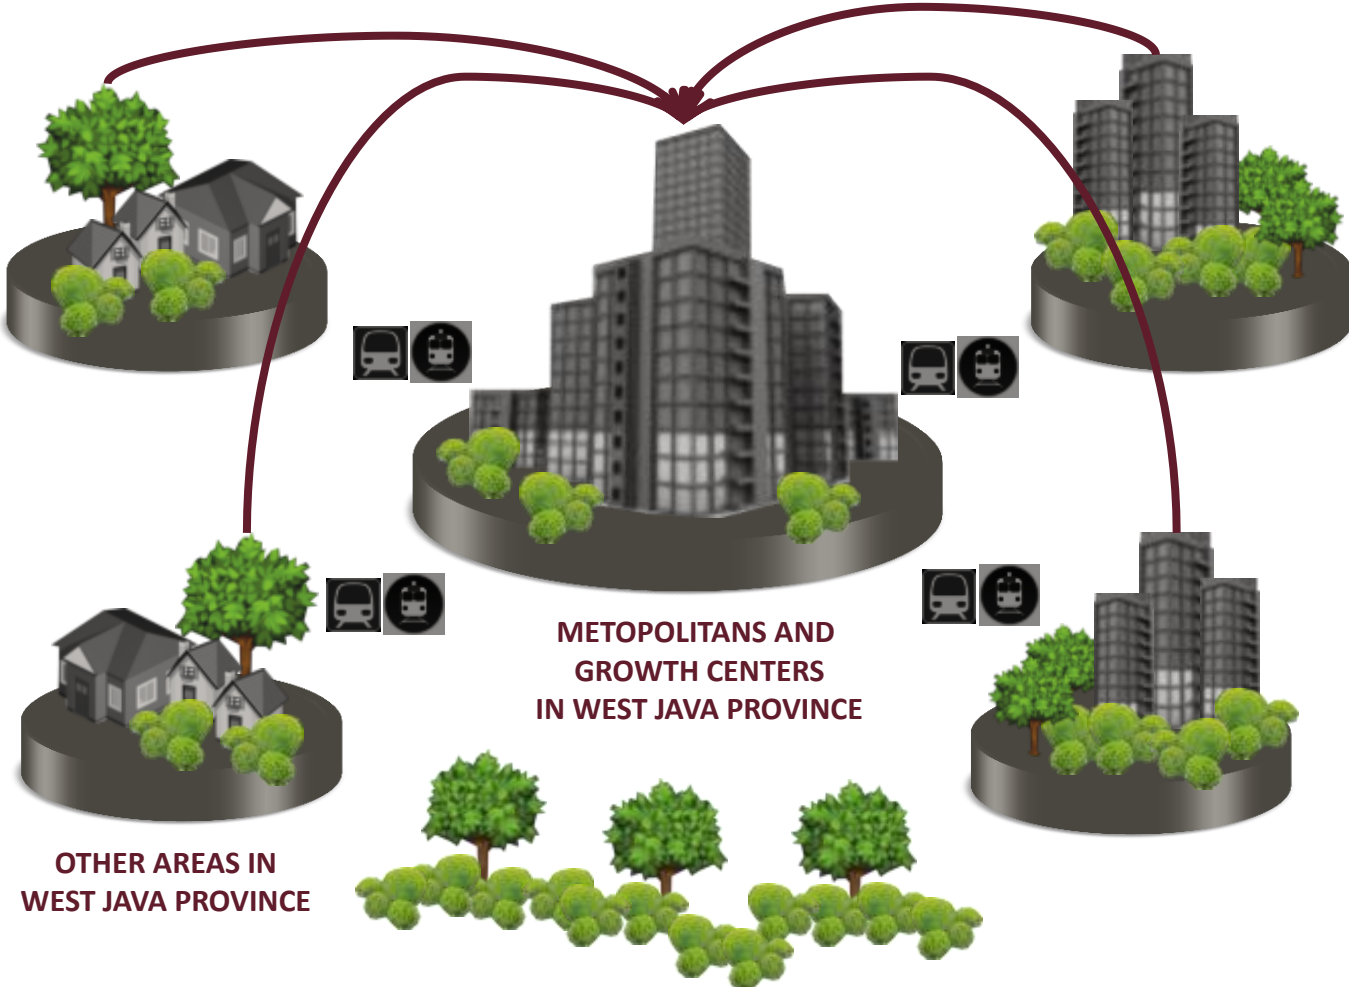 METOPOLITANS AND
GROWTH CENTERS
IN WEST JAVA PROVINCE
OTHER AREAS IN
WEST JAVA PROVINCE